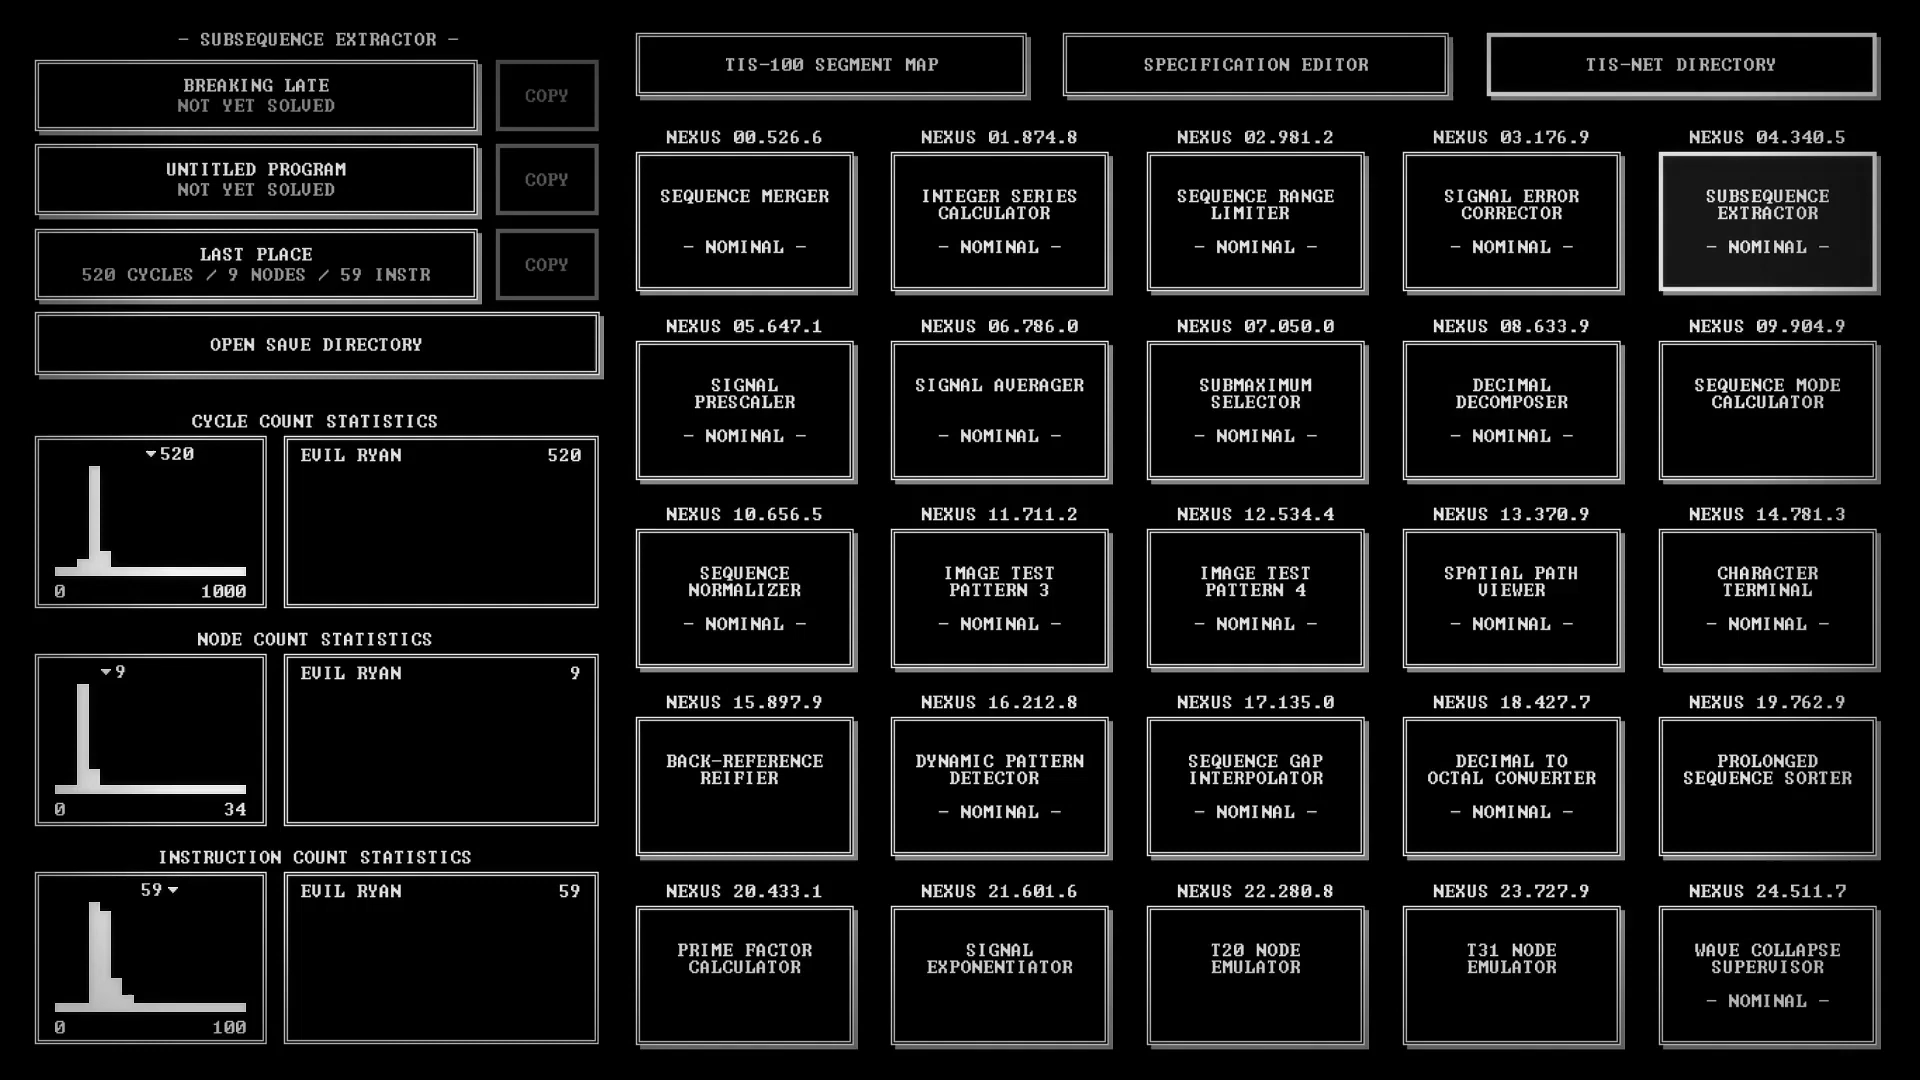 — SUBSEQUENCE EXTRACTOR —
BREAKING LATE
NOT YET SOLVED
COPY
UNTITLED PROGRAM
NOT YET SOLVED
COPY
LAST PLACE
520 CYCLES / 9 NODES / 59 INSTR
COPY
OPEN SAVE DIRECTORY
CYCLE COUNT STATISTICS
520
0 1000
EVIL RYAN 520
NODE COUNT STATISTICS
9
0 34
EVIL RYAN 9
INSTRUCTION COUNT STATISTICS
59
0 100
EVIL RYAN 59
TIS-100 SEGMENT MAP
SPECIFICATION EDITOR
TIS-NET DIRECTORY
NEXUS 00.526.6
SEQUENCE MERGER
— NOMINAL —
NEXUS 01.874.8
INTEGER SERIES
CALCULATOR
— NOMINAL —
NEXUS 02.981.2
SEQUENCE RANGE
LIMITER
— NOMINAL —
NEXUS 03.176.9
SIGNAL ERROR
CORRECTOR
— NOMINAL —
NEXUS 04.340.5
SUBSEQUENCE
EXTRACTOR
— NOMINAL —
NEXUS 05.647.1
SIGNAL
PRESCALER
— NOMINAL —
NEXUS 06.786.0
SIGNAL AVERAGER
— NOMINAL —
NEXUS 07.050.0
SUBMAXIMUM
SELECTOR
— NOMINAL —
NEXUS 08.633.9
DECIMAL
DECOMPOSER
— NOMINAL —
NEXUS 09.904.9
SEQUENCE MODE
CALCULATOR
NEXUS 10.656.5
SEQUENCE
NORMALIZER
— NOMINAL —
NEXUS 11.711.2
IMAGE TEST
PATTERN 3
— NOMINAL —
NEXUS 12.534.4
IMAGE TEST
PATTERN 4
— NOMINAL —
NEXUS 13.370.9
SPATIAL PATH
VIEWER
— NOMINAL —
NEXUS 14.781.3
CHARACTER
TERMINAL
— NOMINAL —
NEXUS 15.897.9
BACK-REFERENCE
REIFIER
NEXUS 16.212.8
DYNAMIC PATTERN
DETECTOR
— NOMINAL —
NEXUS 17.135.0
SEQUENCE GAP
INTERPOLATOR
— NOMINAL —
NEXUS 18.427.7
DECIMAL TO
OCTAL CONVERTER
— NOMINAL —
NEXUS 19.762.9
PROLONGED
SEQUENCE SORTER
NEXUS 20.433.1
PRIME FACTOR
CALCULATOR
NEXUS 21.601.6
SIGNAL
EXPONENTIATOR
NEXUS 22.280.8
T20 NODE
EMULATOR
NEXUS 23.727.9
T31 NODE
EMULATOR
NEXUS 24.511.7
WAVE COLLAPSE
SUPERVISOR
— NOMINAL —